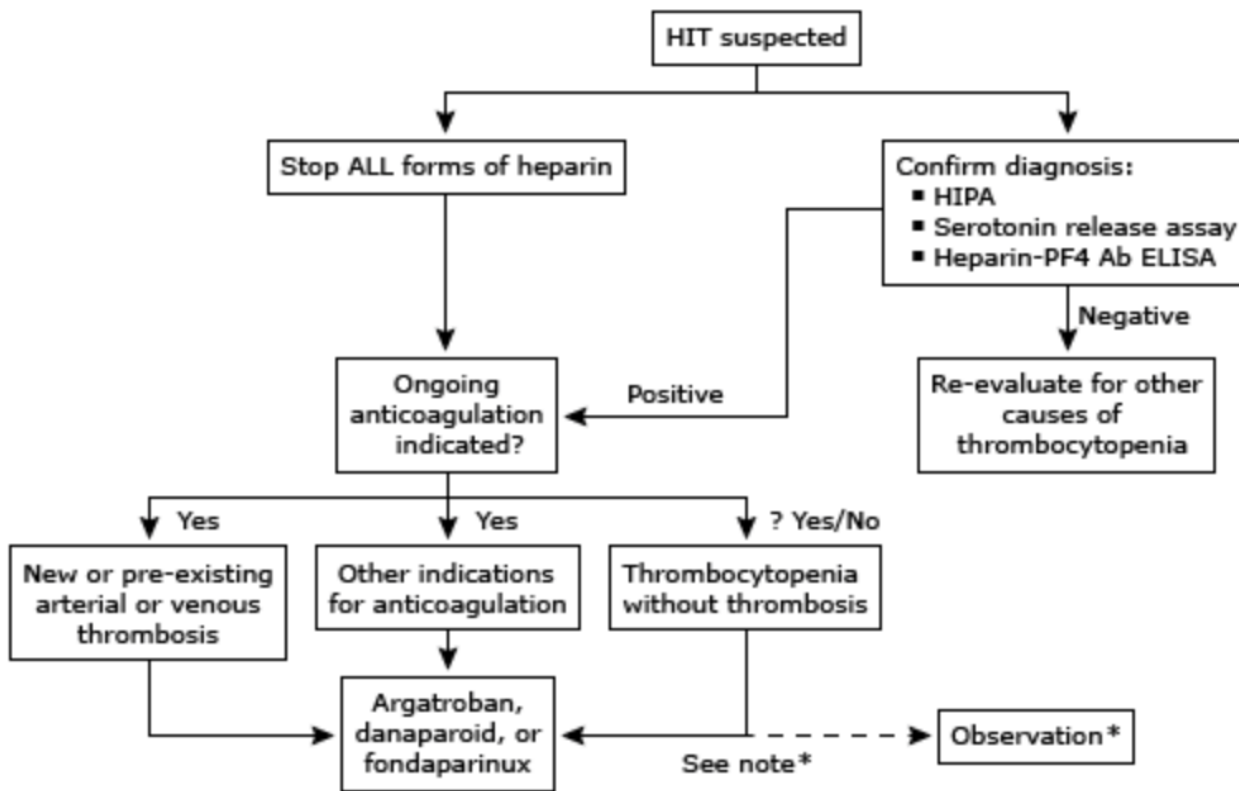 HIT suspected
Stop ALL forms of heparin
Confirm diagnosis:
▪ HIPA
▪ Serotonin release assay
▪ Heparin-PF4 Ab ELISA
Negative
Ongoing
anticoagulation
indicated?
Positive
Re-evaluate for other
causes of
thrombocytopenia
Yes
Yes
? Yes/No
New or pre-existing
arterial or venous
thrombosis
Other indications
for anticoagulation
Thrombocytopenia
without thrombosis
Argatroban,
danaparoid, or
fondaparinux
See note*
Observation*